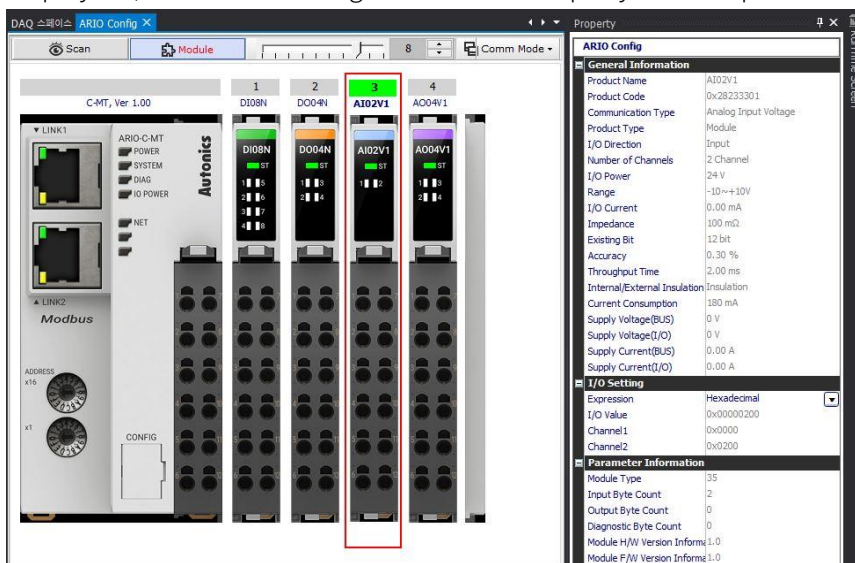 DAQ 스페이스 ARIO Config ×
Scan
Module
8
Comm Mode
C-MT, Ver 1.00
1
DI08N
2
DO04N
3
AI02V1
4
AO04V1
▼ LINK1
ARIO-C-MT
POWER
SYSTEM
DIAG
IO POWER
NET
Autonics
▲ LINK2
Modbus
ADDRESS
x16
x1
CONFIG
DI08N
ST
1 5
2 6
3 7
4 8
DO04N
ST
1 3
2 4
AI02V1
ST
1 2
AO04V1
ST
1 3
2 4
Property
ARIO Config
General Information
Product Name AI02V1
Product Code 0x28233301
Communication Type Analog Input Voltage
Product Type Module
I/O Direction Input
Number of Channels 2 Channel
I/O Power 24 V
Range -10~+10V
I/O Current 0.00 mA
Impedance 100 mΩ
Existing Bit 12 bit
Accuracy 0.30 %
Throughput Time 2.00 ms
Internal/External Insulation Insulation
Current Consumption 180 mA
Supply Voltage(BUS) 0 V
Supply Voltage(I/O) 0 V
Supply Current(BUS) 0.00 A
Supply Current(I/O) 0.00 A
I/O Setting
Expression Hexadecimal
I/O Value 0x00000200
Channel1 0x0000
Channel2 0x0200
Parameter Information
Module Type 35
Input Byte Count 2
Output Byte Count 0
Diagnostic Byte Count 0
Module H/W Version Informa 1.0
Module F/W Version Informa 1.0
Runtime Screen